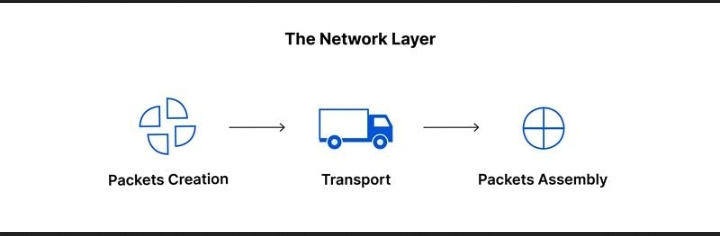 The Network Layer
Packets Creation
Transport
Packets Assembly